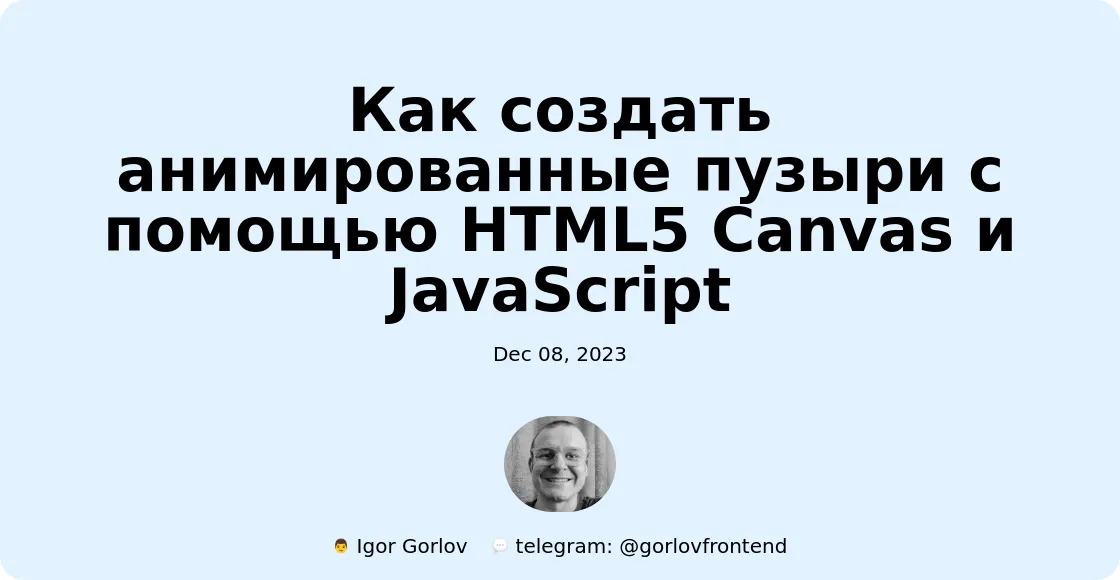 Как создать
анимированные пузыри с
помощью HTML5 Canvas и
JavaScript
Dec 08, 2023
Igor Gorlov telegram: @gorlovfrontend